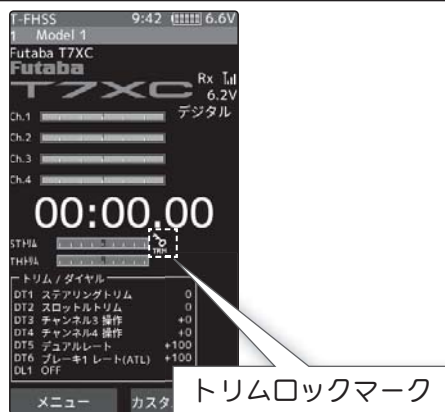 T-FHSS 9:42 6.6V
1 Model 1
Futaba T7XC
Futaba
T7XC
Rx
6.2V
デジタル
Ch.1
Ch.2
Ch.3
Ch.4
00:00.00
STﾄﾘﾑ 5 TRM
THﾄﾘﾑ 5
トリム / ダイヤル
DT1 ステアリングトリム 0
DT2 スロットルトリム 0
DT3 チャンネル3 操作 +0
DT4 チャンネル4 操作 +0
DT5 デュアルレート +100
DT6 ブレーキ1 レート(ATL) +100
DL1 OFF
メニュー カスタ
トリムロックマーク